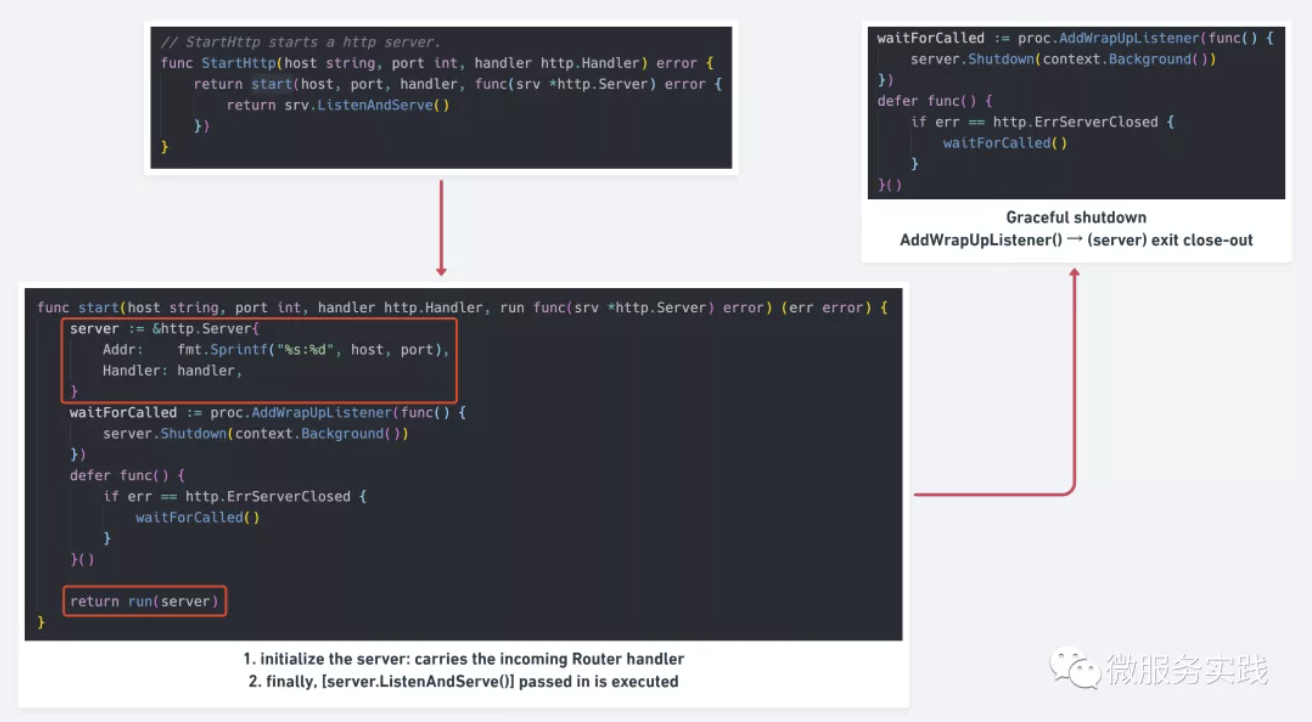 // StartHttp starts a http server.
func StartHttp(host string, port int, handler http.Handler) error {
    return start(host, port, handler, func(srv *http.Server) error {
        return srv.ListenAndServe()
    })
}
waitForCalled := proc.AddWrapUpListener(func() {
    server.Shutdown(context.Background())
})
defer func() {
    if err == http.ErrServerClosed {
        waitForCalled()
    }
}()
Graceful shutdown
AddWrapUpListener() → (server) exit close-out
func start(host string, port int, handler http.Handler, run func(srv *http.Server) error) (err error) {
    server := &http.Server{
        Addr:    fmt.Sprintf("%s:%d", host, port),
        Handler: handler,
    }
    waitForCalled := proc.AddWrapUpListener(func() {
        server.Shutdown(context.Background())
    })
    defer func() {
        if err == http.ErrServerClosed {
            waitForCalled()
        }
    }()
    return run(server)
}
1. initialize the server: carries the incoming Router handler
2. finally, [server.ListenAndServe()] passed in is executed
微服务实践